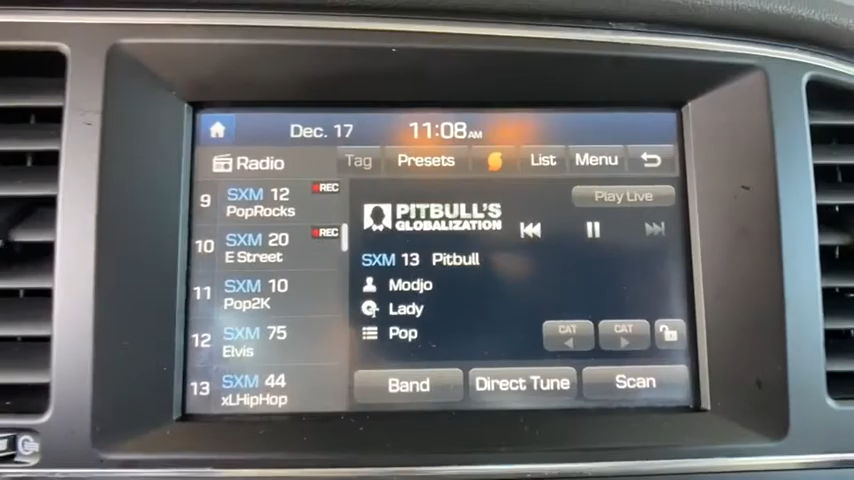 Dec. 17 11:08 AM
Radio Tag Presets List Menu
9 SXM 12 REC
PopRocks
10 SXM 20 REC
E Street
11 SXM 10
Pop2K
12 SXM 75
Elvis
13 SXM 44
xLHipHop
Play Live
PITBULL'S
GLOBALIZATION
SXM 13 Pitbull
Modjo
Lady
Pop
CAT CAT
Band Direct Tune Scan